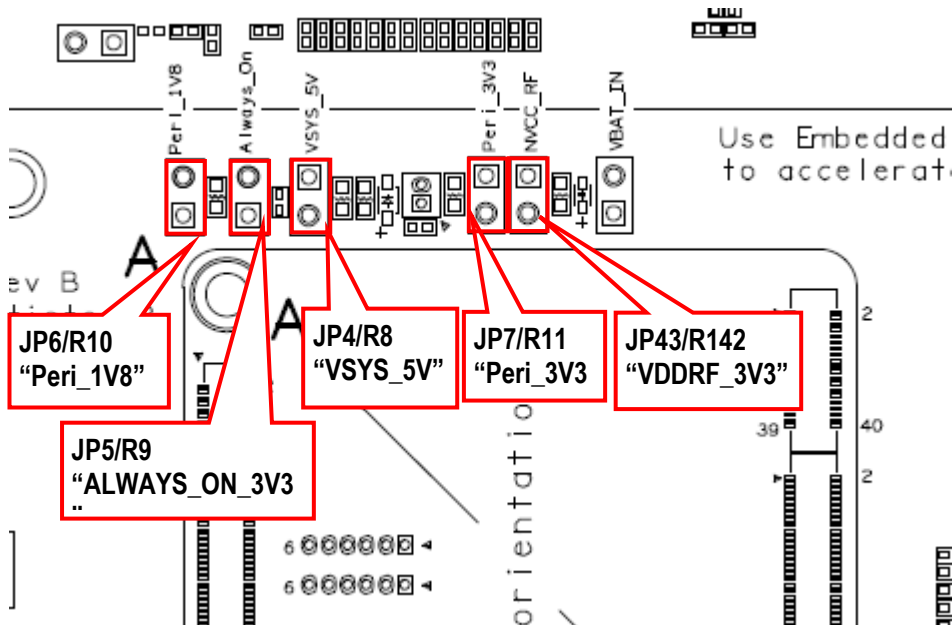 Peri_1V8
Always_On
VSYS_5V
Peri_3V3
NVCC_RF
VBAT_IN
Use Embedded
to accelerat
A
ev B
A
JP6/R10
“Peri_1V8”
JP4/R8
“VSYS_5V”
JP7/R11
“Peri_3V3
JP43/R142
“VDDRF_3V3”
JP5/R9
“ALWAYS_ON_3V3
”
2
39
40
2
orientatio
6
6